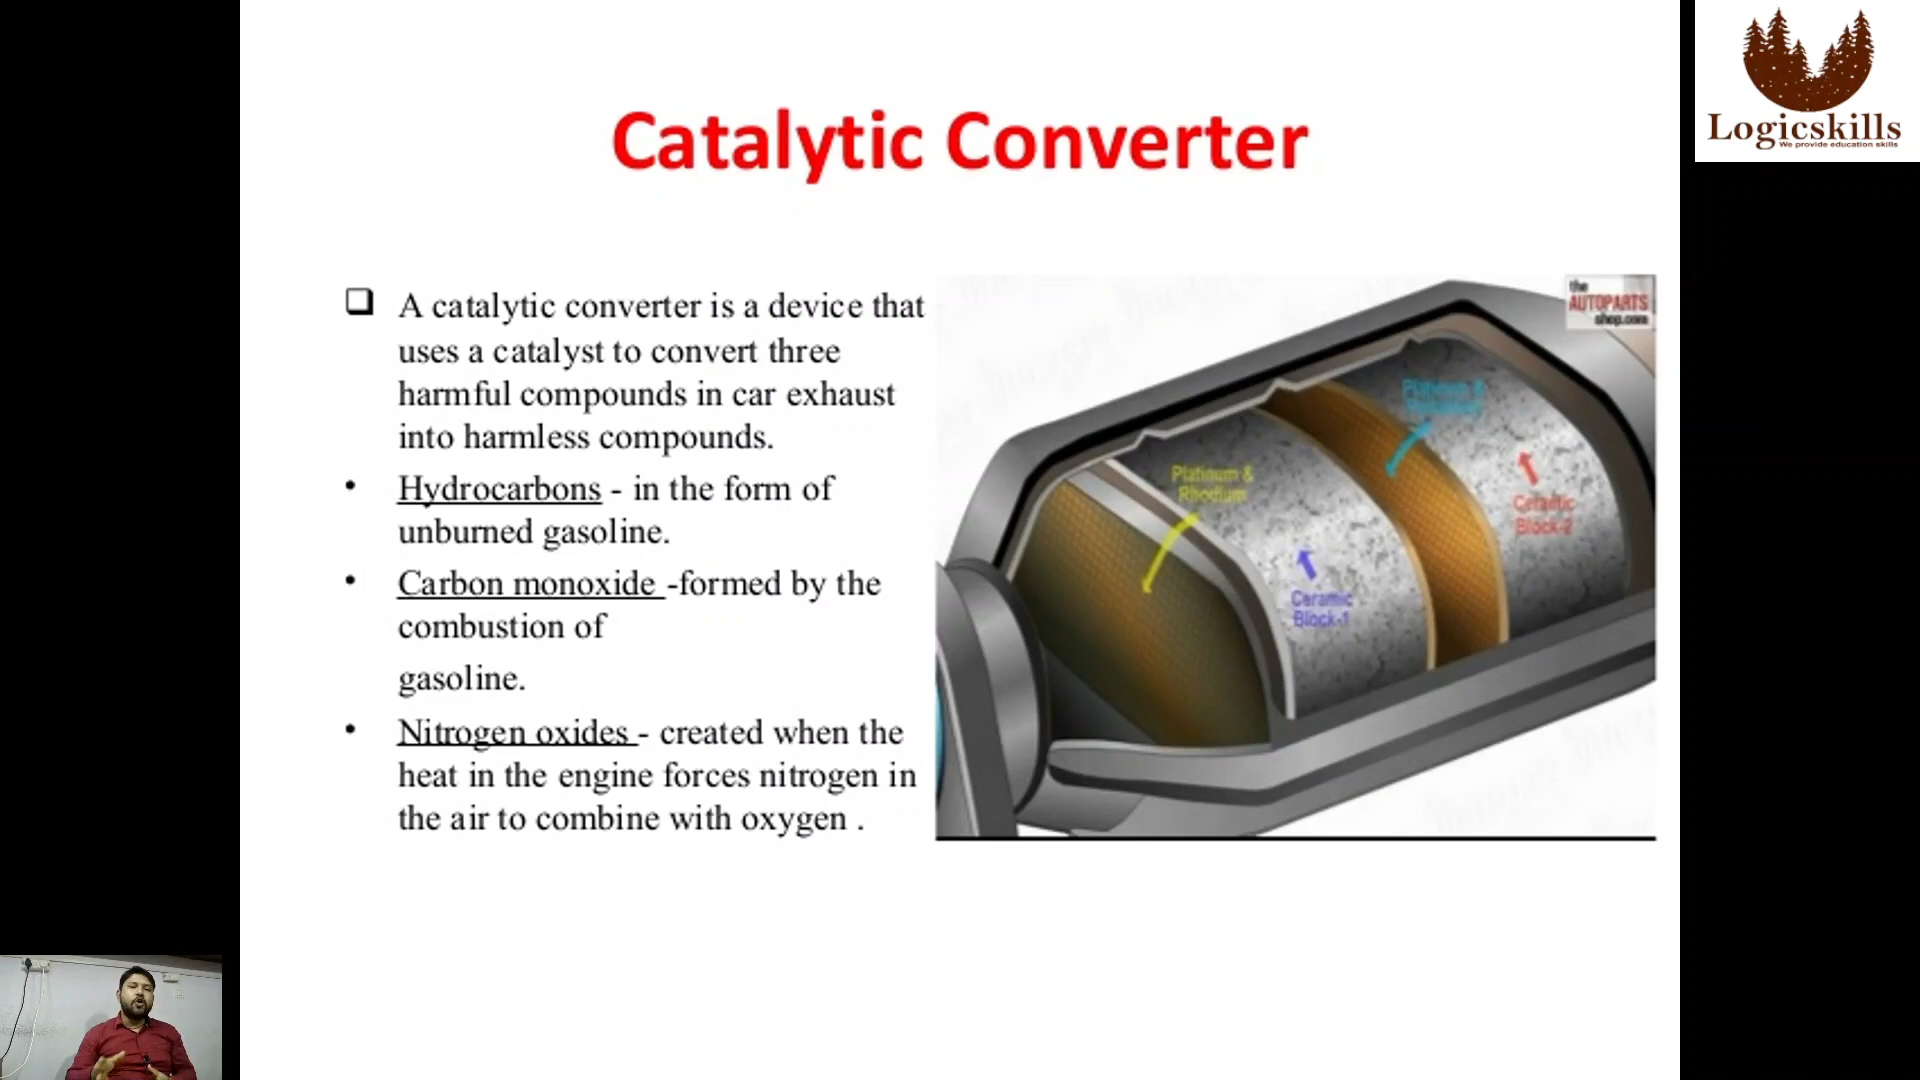 Logicskills
We provide education skills
Catalytic Converter
A catalytic converter is a device that
uses a catalyst to convert three
harmful compounds in car exhaust
into harmless compounds.
• Hydrocarbons - in the form of
unburned gasoline.
• Carbon monoxide -formed by the
combustion of
gasoline.
• Nitrogen oxides - created when the
heat in the engine forces nitrogen in
the air to combine with oxygen .
the
AUTOPARTS
shop.com
Platinum &
Platinum &
Rhodium
Ceramic
Block-2
Ceramic
Block-1